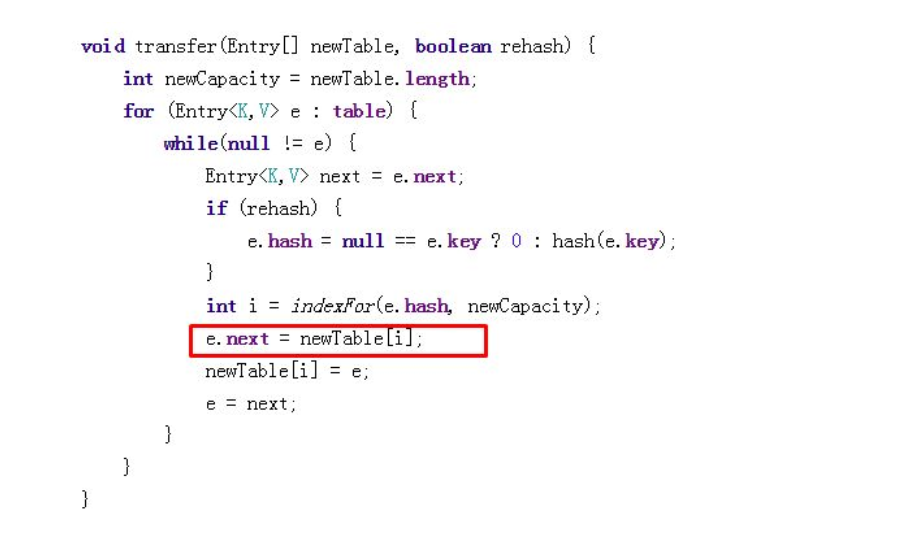 void transfer(Entry[] newTable, boolean rehash) {
    int newCapacity = newTable.length;
    for (Entry<K,V> e : table) {
        while(null != e) {
            Entry<K,V> next = e.next;
            if (rehash) {
                e.hash = null == e.key ? 0 : hash(e.key);
            }
            int i = indexFor(e.hash, newCapacity);
            e.next = newTable[i];
            newTable[i] = e;
            e = next;
        }
    }
}